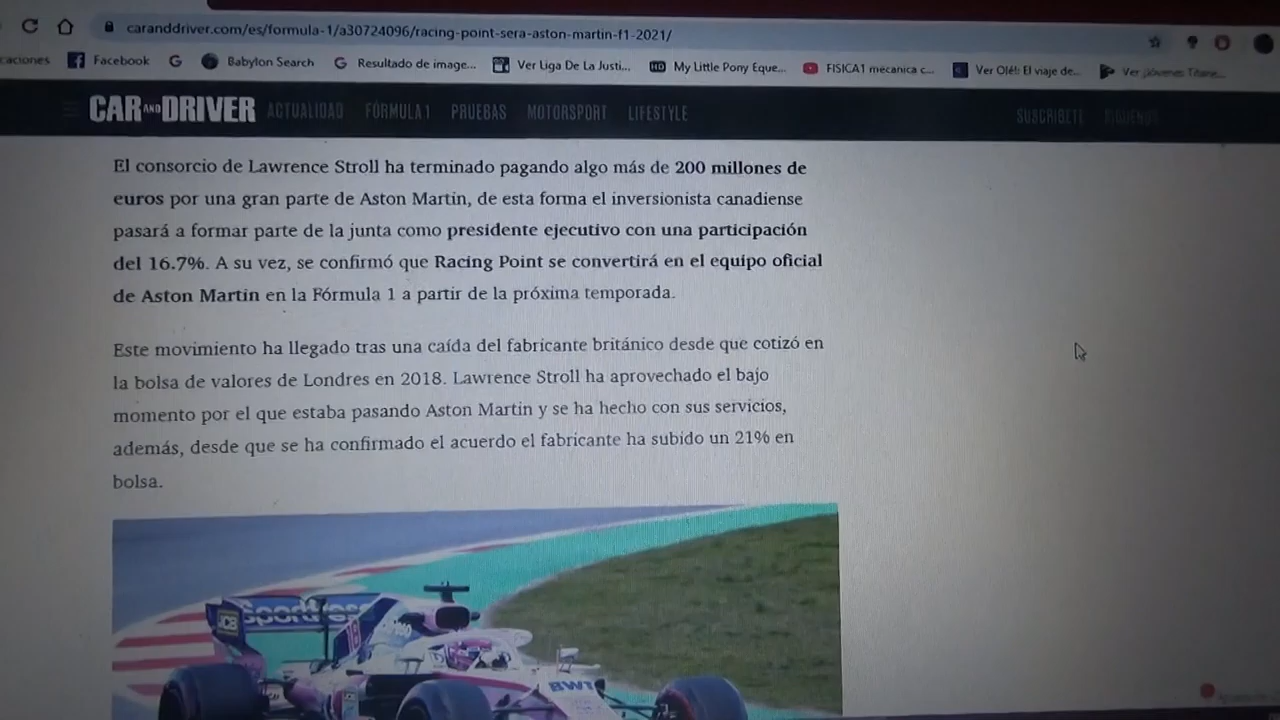 caranddriver.com/es/formula-1/a30724096/racing-point-sera-aston-martin-f1-2021/
caciones Facebook Babylon Search Resultado de image... Ver Liga De La Justi... HD My Little Pony Eque... FISICA1 mecanica c... Ver Olé!: El viaje de... Ver Jóvenes Titane...
CAR AND DRIVER ACTUALIDAD FÓRMULA 1 PRUEBAS MOTORSPORT LIFESTYLE SUSCRÍBETE SÍGUENOS
El consorcio de Lawrence Stroll ha terminado pagando algo más de 200 millones de
euros por una gran parte de Aston Martin, de esta forma el inversionista canadiense
pasará a formar parte de la junta como presidente ejecutivo con una participación
del 16.7%. A su vez, se confirmó que Racing Point se convertirá en el equipo oficial
de Aston Martin en la Fórmula 1 a partir de la próxima temporada.
Este movimiento ha llegado tras una caída del fabricante británico desde que cotizó en
la bolsa de valores de Londres en 2018. Lawrence Stroll ha aprovechado el bajo
momento por el que estaba pasando Aston Martin y se ha hecho con sus servicios,
además, desde que se ha confirmado el acuerdo el fabricante ha subido un 21% en
bolsa.
JCB
BWT